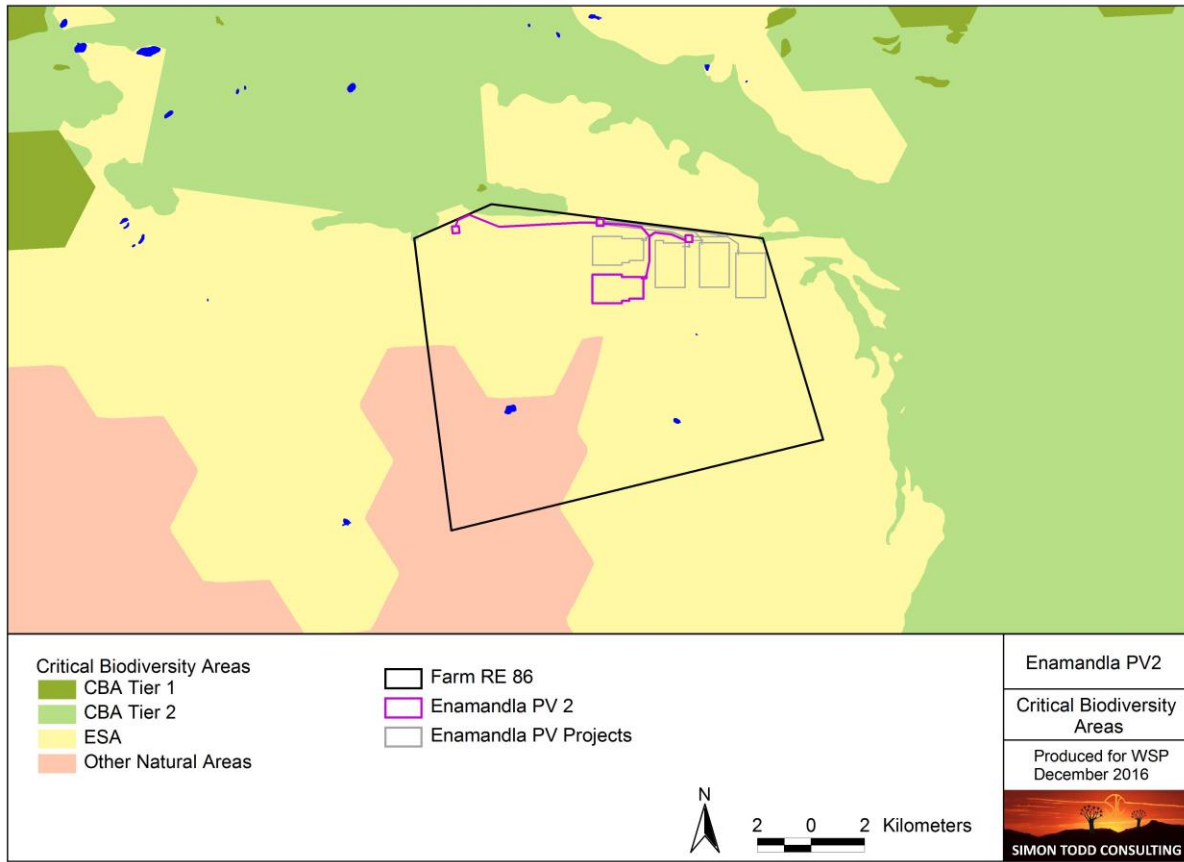 Critical Biodiversity Areas
CBA Tier 1
CBA Tier 2
ESA
Other Natural Areas
Farm RE 86
Enamandla PV 2
Enamandla PV Projects
N
2 0 2 Kilometers
Enamandla PV2
Critical Biodiversity
Areas
Produced for WSP
December 2016
SIMON TODD CONSULTING